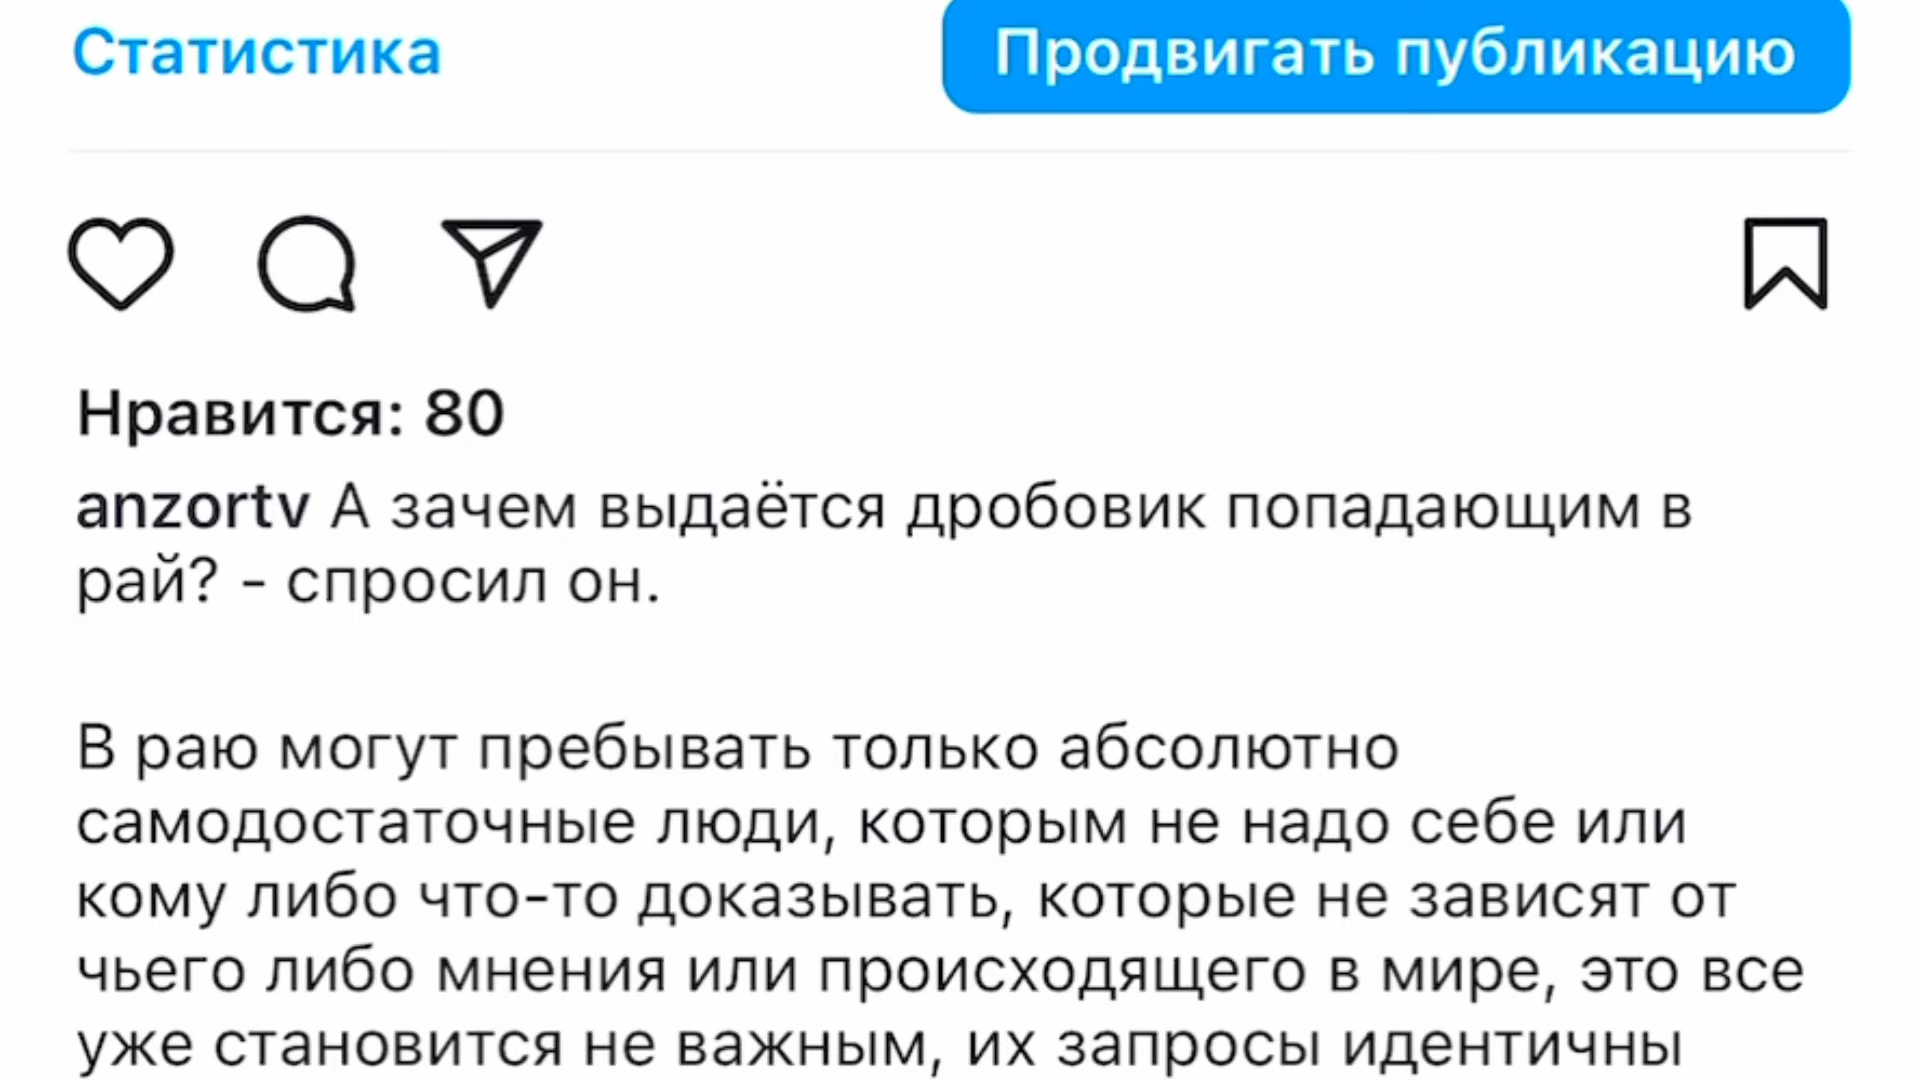 Статистика
Продвигать публикацию
Нравится: 80
anzortv А зачем выдаётся дробовик попадающим в
рай? - спросил он.
В раю могут пребывать только абсолютно
самодостаточные люди, которым не надо себе или
кому либо что-то доказывать, которые не зависят от
чьего либо мнения или происходящего в мире, это все
уже становится не важным, их запросы идентичны